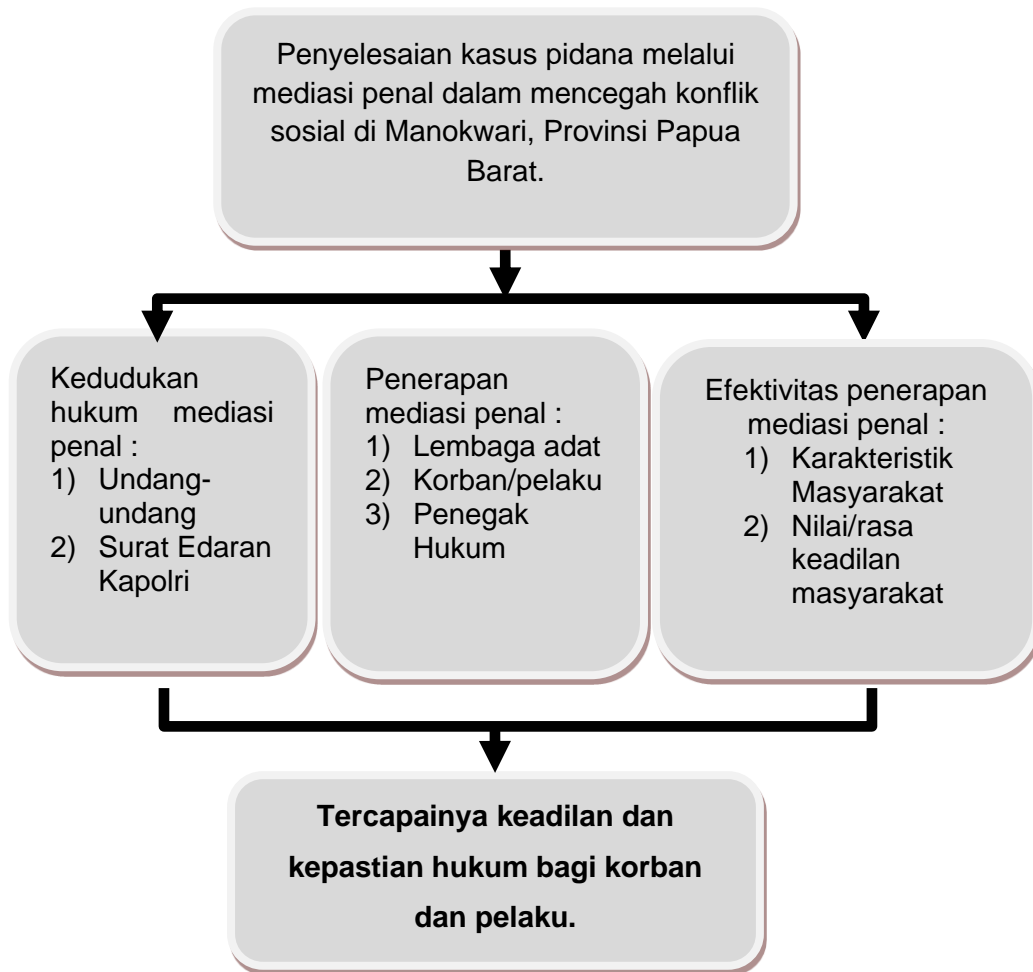 Penyelesaian kasus pidana melalui
mediasi penal dalam mencegah konflik
sosial di Manokwari, Provinsi Papua
Barat.
Kedudukan
hukum mediasi
penal :
1) Undang-
undang
2) Surat Edaran
Kapolri
Penerapan
mediasi penal :
1) Lembaga adat
2) Korban/pelaku
3) Penegak
Hukum
Efektivitas penerapan
mediasi penal :
1) Karakteristik
Masyarakat
2) Nilai/rasa
keadilan
masyarakat
Tercapainya keadilan dan
kepastian hukum bagi korban
dan pelaku.